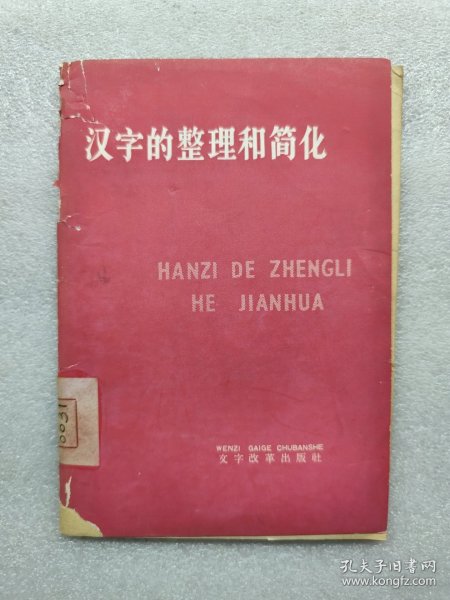 汉字的整理和简化
HANZI DE ZHENGLI
HE JIANHUA
0031
WENZI GAIGE CHUBANSHE
文字改革出版社
孔夫子旧书网
www.kongfz.com